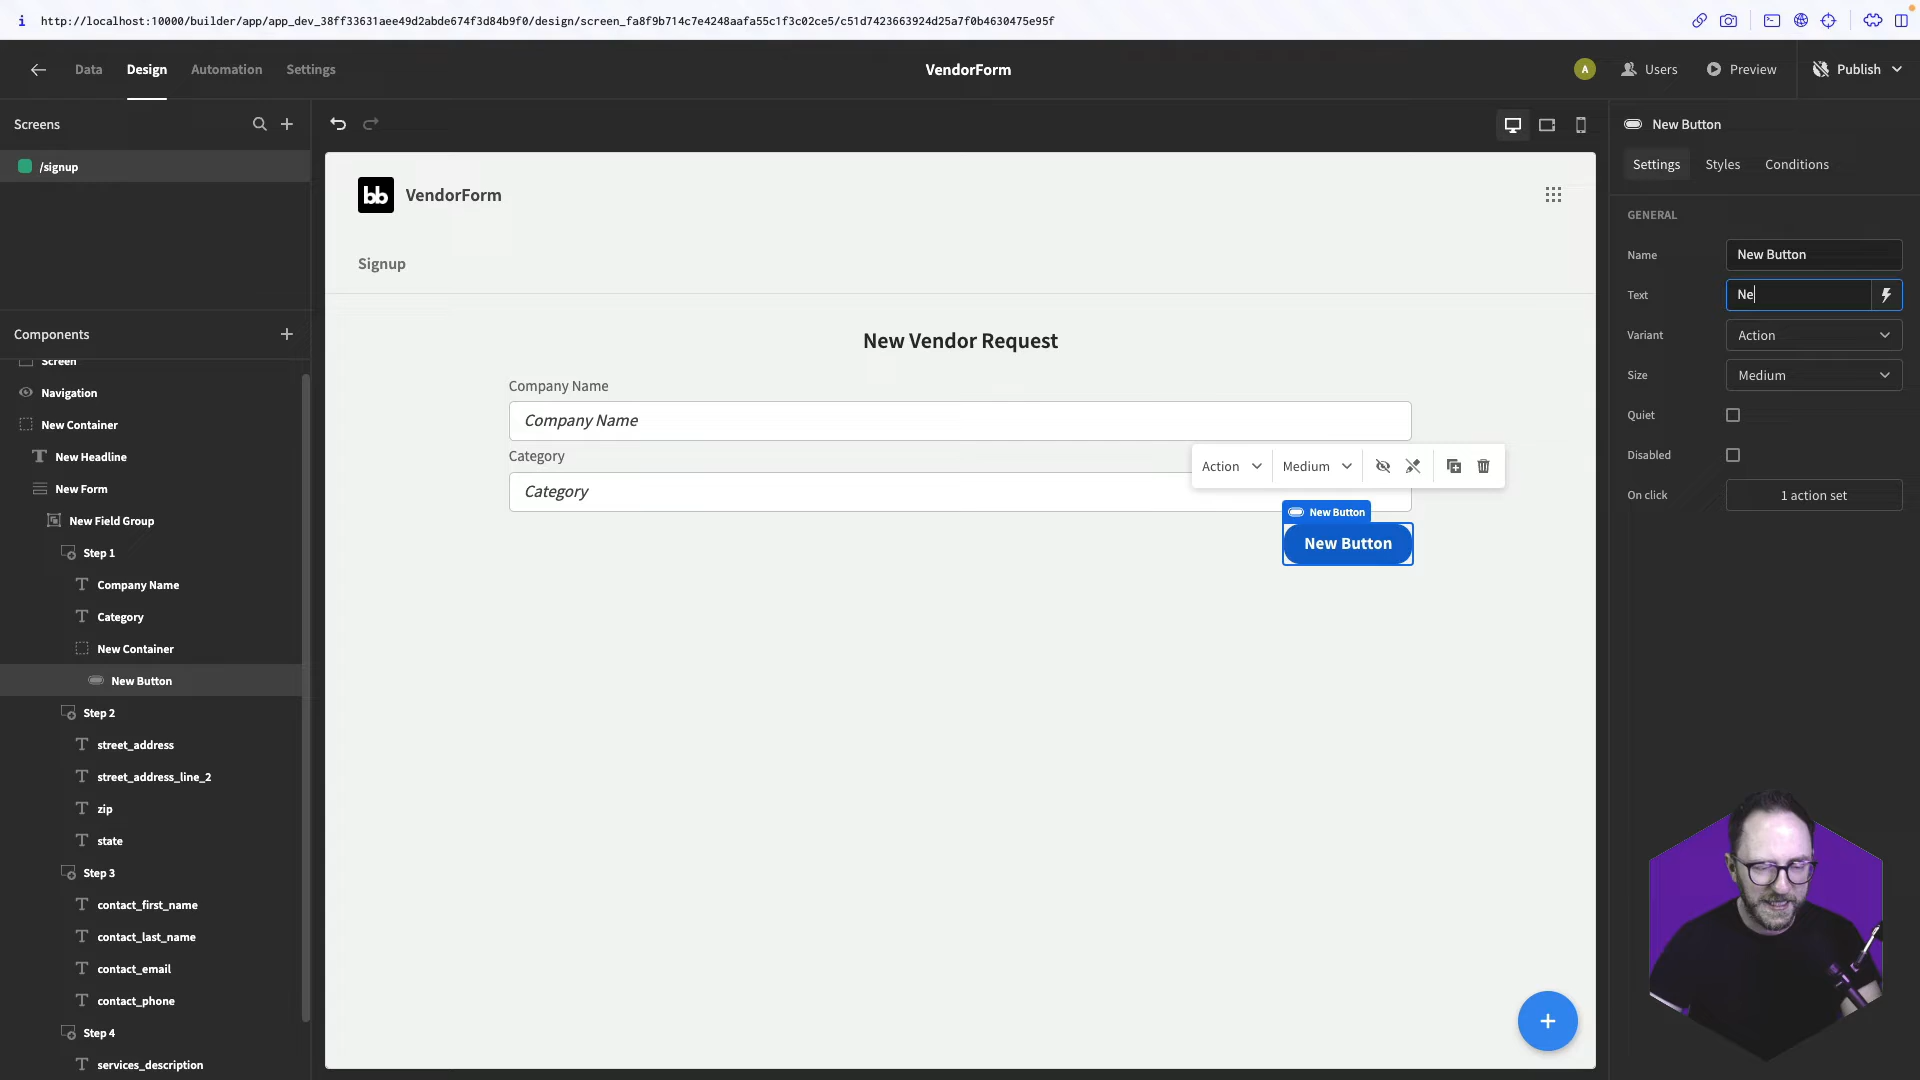 http://localhost:10000/builder/app/app_dev_38ff33631aee49d2abde674f3d84b9f0/design/screen_fa8f9b714c7e4248aafa55c1f3c02ce5/c51d7423663924d25a7f0b4630475e95f
Data
Design
Automation
Settings
VendorForm
A
Users
Preview
Publish
Screens
/signup
Components
Screen
Navigation
New Container
New Headline
New Form
New Field Group
Step 1
Company Name
Category
New Container
New Button
Step 2
street_address
street_address_line_2
zip
state
Step 3
contact_first_name
contact_last_name
contact_email
contact_phone
Step 4
services_description
bb
VendorForm
Signup
New Vendor Request
Company Name
Company Name
Category
Category
Action
Medium
New Button
New Button
New Button
Settings
Styles
Conditions
GENERAL
Name
New Button
Text
Ne
Variant
Action
Size
Medium
Quiet
Disabled
On click
1 action set